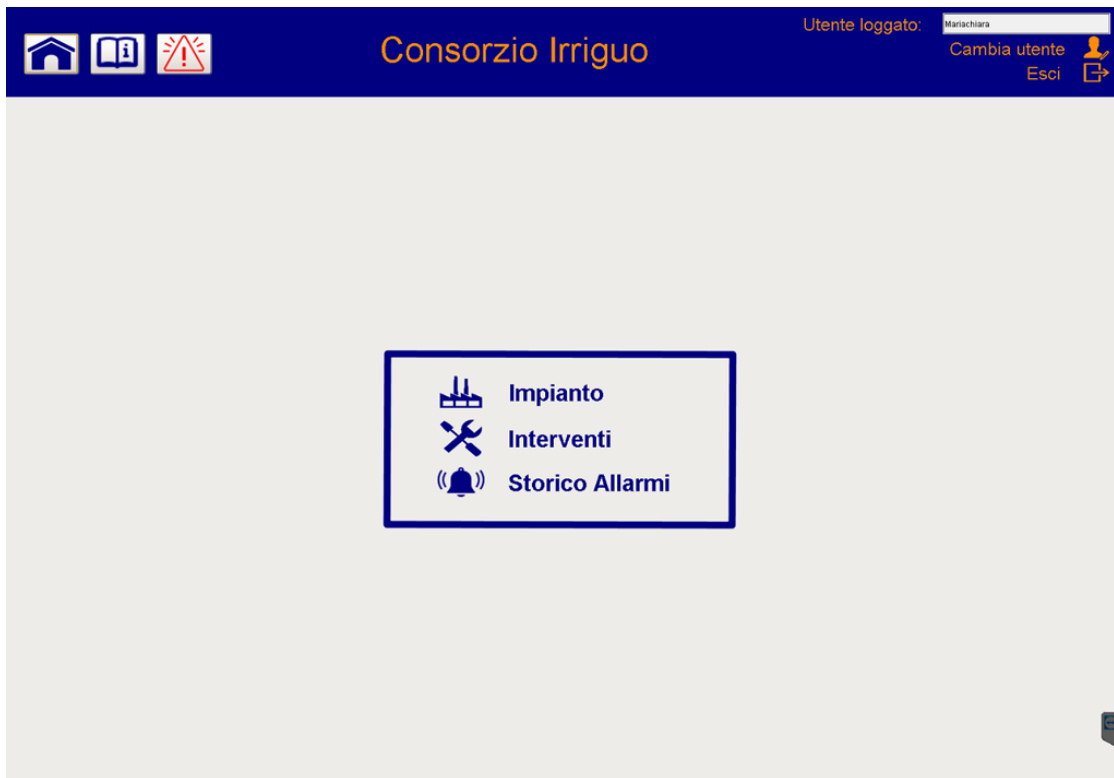 Consorzio Irriguo
Utente loggato: Mariachiara
Cambia utente
Esci
Impianto
Interventi
Storico Allarmi